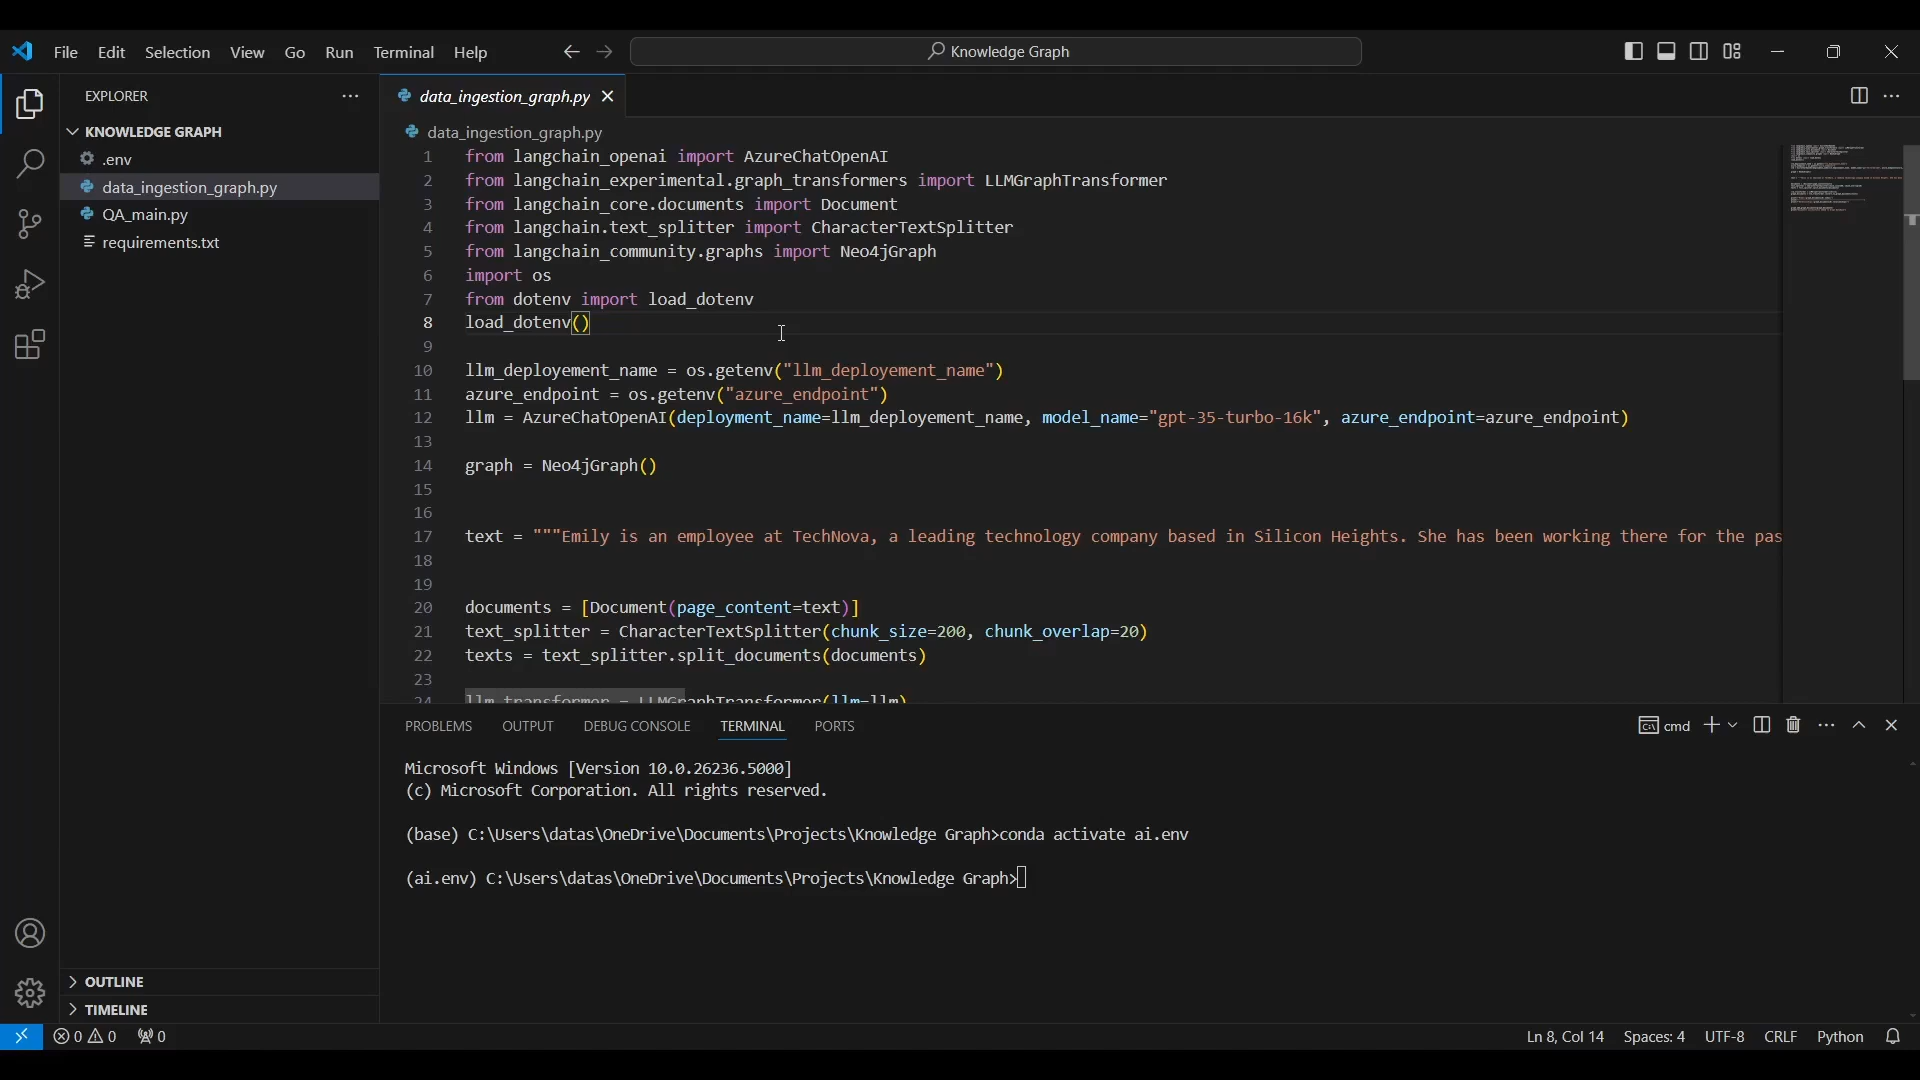 File Edit Selection View Go Run Terminal Help
Knowledge Graph
EXPLORER
KNOWLEDGE GRAPH
.env
data_ingestion_graph.py
QA_main.py
requirements.txt
OUTLINE
TIMELINE
data_ingestion_graph.py
data_ingestion_graph.py
1 from langchain_openai import AzureChatOpenAI
2 from langchain_experimental.graph_transformers import LLMGraphTransformer
3 from langchain_core.documents import Document
4 from langchain.text_splitter import CharacterTextSplitter
5 from langchain_community.graphs import Neo4jGraph
6 import os
7 from dotenv import load_dotenv
8 load_dotenv()
9
10 llm_deployement_name = os.getenv("llm_deployement_name")
11 azure_endpoint = os.getenv("azure_endpoint")
12 llm = AzureChatOpenAI(deployment_name=llm_deployement_name, model_name="gpt-35-turbo-16k", azure_endpoint=azure_endpoint)
13
14 graph = Neo4jGraph()
15
16
17 text = """Emily is an employee at TechNova, a leading technology company based in Silicon Heights. She has been working there for the pas
18
19
20 documents = [Document(page_content=text)]
21 text_splitter = CharacterTextSplitter(chunk_size=200, chunk_overlap=20)
22 texts = text_splitter.split_documents(documents)
23
24 llm_transformer = LLMGraphTransformer(llm=llm)
PROBLEMS OUTPUT DEBUG CONSOLE TERMINAL PORTS
cmd
Microsoft Windows [Version 10.0.26236.5000]
(c) Microsoft Corporation. All rights reserved.
(base) C:\Users\datas\OneDrive\Documents\Projects\Knowledge Graph>conda activate ai.env
(ai.env) C:\Users\datas\OneDrive\Documents\Projects\Knowledge Graph>
0 0 0
Ln 8, Col 14 Spaces: 4 UTF-8 CRLF Python